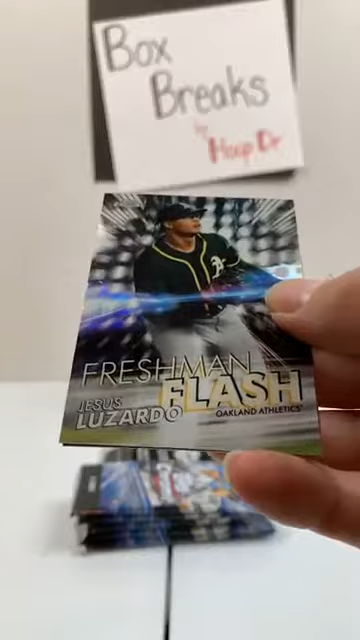 Box
Breaks
by
Hoop Dr
A
FRESHMAN
FLASH
JESUS
LUZARDO
OAKLAND ATHLETICS